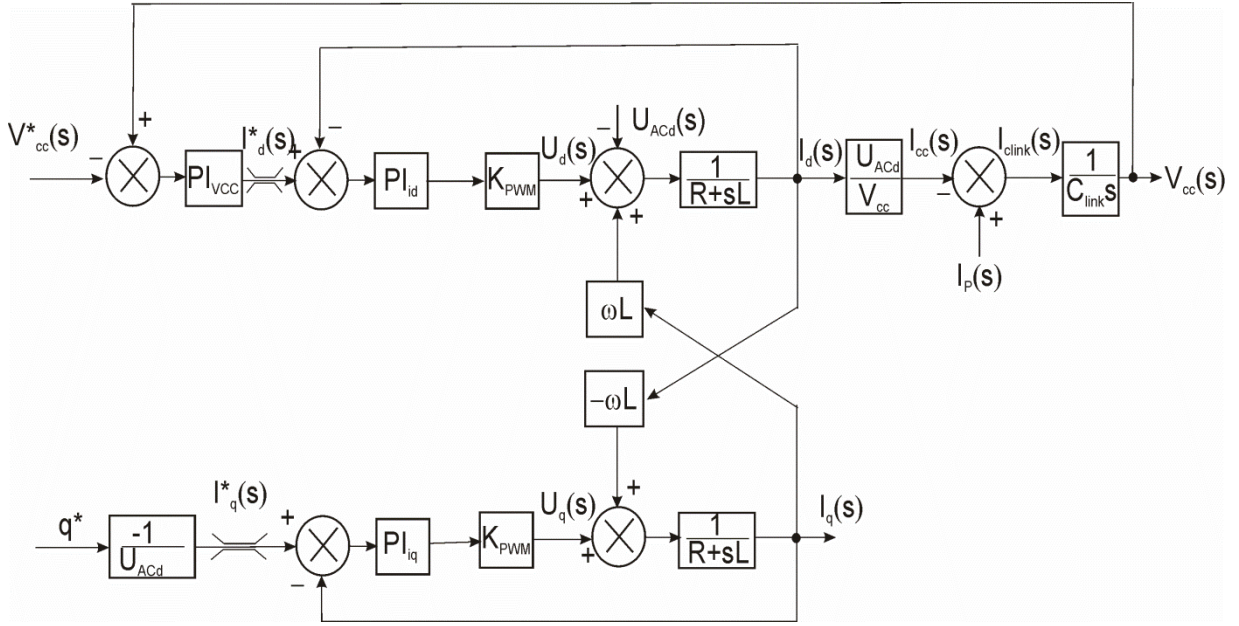 V*cc(s)
−
+
PIVCC
I*d(s)
+
−
PIid
KPWM
Ud(s)
+
−
UACd(s)
+
1
R+sL
Id(s)
UACd
Vcc
Icc(s)
−
+
IP(s)
Iclink(s)
1
Clinks
Vcc(s)
ωL
−ωL
q*
-1
UACd
I*q(s)
+
−
PIiq
KPWM
Uq(s)
+
+
1
R+sL
Iq(s)